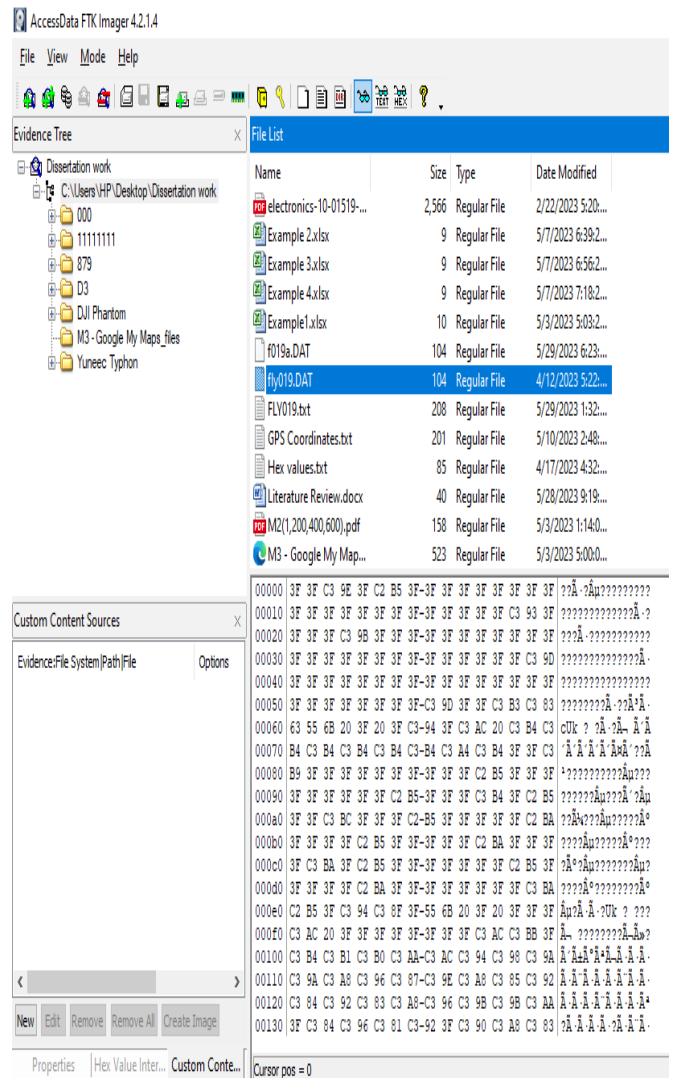 AccessData FTK Imager 4.2.1.4
File View Mode Help
Evidence Tree
Dissertation work
C:\Users\HP\Desktop\Dissertation work
000
11111111
879
D3
DJI Phantom
M3 - Google My Maps_files
Yuneec Typhon
Custom Content Sources
Evidence:File System|Path|File Options
New Edit Remove Remove All Create Image
Properties Hex Value Inter... Custom Conte...
File List
Name Size Type Date Modified
electronics-10-01519-... 2,566 Regular File 2/22/2023 5:20:...
Example 2.xlsx 9 Regular File 5/7/2023 6:39:2...
Example 3.xlsx 9 Regular File 5/7/2023 6:56:2...
Example 4.xlsx 9 Regular File 5/7/2023 7:18:2...
Example1.xlsx 10 Regular File 5/3/2023 5:03:2...
f019a.DAT 104 Regular File 5/29/2023 6:23:...
fly019.DAT 104 Regular File 4/12/2023 5:22:...
FLY019.txt 208 Regular File 5/29/2023 1:32:...
GPS Coordinates.txt 201 Regular File 5/10/2023 2:48:...
Hex values.txt 85 Regular File 4/17/2023 4:32:...
Literature Review.docx 40 Regular File 5/28/2023 9:19:...
M2(1,200,400,600).pdf 158 Regular File 5/3/2023 1:14:0...
M3 - Google My Map... 523 Regular File 5/3/2023 5:00:0...
00000 3F 3F C3 9E 3F C2 B5 3F-3F 3F 3F 3F 3F 3F 3F 3F ??Ã·?Âµ?????????
00010 3F 3F 3F 3F 3F 3F 3F 3F-3F 3F 3F 3F 3F C3 93 3F ?????????????Ã·?
00020 3F 3F 3F C3 9B 3F 3F 3F-3F 3F 3F 3F 3F 3F 3F 3F ???Ã·???????????
00030 3F 3F 3F 3F 3F 3F 3F 3F-3F 3F 3F 3F 3F 3F C3 9D ??????????????Ã·
00040 3F 3F 3F 3F 3F 3F 3F 3F-3F 3F 3F 3F 3F 3F 3F 3F ????????????????
00050 3F 3F 3F 3F 3F 3F 3F 3F-C3 9D 3F 3F C3 B3 C3 83 ????????Ã·??Ã³Ã·
00060 63 55 6B 20 3F 20 3F C3-94 3F C3 AC 20 C3 B4 C3 cUk ? ?Ã·?Ã¬ Ã´Ã
00070 B4 C3 B4 C3 B4 C3 B4 C3-B4 C3 A4 C3 B4 3F 3F C3 ´Ã´Ã´Ã´Ã´Ã¤Ã´??Ã
00080 B9 3F 3F 3F 3F 3F 3F 3F-3F 3F 3F C2 B5 3F 3F 3F ¹??????????Âµ???
00090 3F 3F 3F 3F 3F 3F C2 B5-3F 3F 3F C3 B4 3F C2 B5 ??????Âµ???Ã´?Âµ
000a0 3F 3F C3 BC 3F 3F 3F C2-B5 3F 3F 3F 3F 3F C2 BA ??Ã¼???Âµ?????Âº
000b0 3F 3F 3F 3F C2 B5 3F 3F-3F 3F 3F C2 BA 3F 3F 3F ????Âµ?????Âº???
000c0 3F C3 BA 3F C2 B5 3F 3F-3F 3F 3F 3F 3F C2 B5 3F ?Ãº?Âµ???????Âµ?
000d0 3F 3F 3F 3F C2 BA 3F 3F-3F 3F 3F 3F 3F 3F C3 BA ????Âº????????Ãº
000e0 C2 B5 3F C3 94 C3 8F 3F-55 6B 20 3F 20 3F 3F 3F Âµ?Ã·Ã·?Uk ? ???
000f0 C3 AC 20 3F 3F 3F 3F 3F-3F 3F 3F C3 AC C3 BB 3F Ã¬ ????????Ã¬Ã»?
00100 C3 B4 C3 B1 C3 B0 C3 AA-C3 AC C3 94 C3 98 C3 9A Ã´Ã±Ã°ÃªÃ¬Ã·Ã·Ã·
00110 C3 9A C3 A8 C3 96 C3 87-C3 9E C3 A8 C3 85 C3 92 Ã·Ã¨Ã·Ã·Ã·Ã¨Ã·Ã·
00120 C3 84 C3 92 C3 83 C3 A8-C3 96 C3 9B C3 9B C3 AA Ã·Ã·Ã·Ã¨Ã·Ã·Ã·Ãª
00130 3F C3 84 C3 96 C3 81 C3-92 3F C3 90 C3 A8 C3 83 ?Ã·Ã·Ã·Ã·?Ã·Ã¨Ã·
Cursor pos = 0